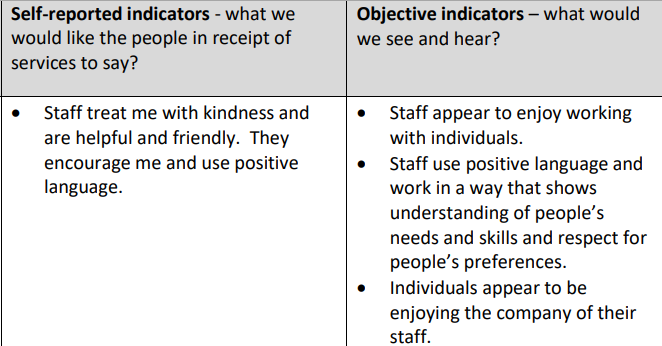 Self-reported indicators - what we
would like the people in receipt of
services to say?
Objective indicators – what would
we see and hear?
• Staff treat me with kindness and
are helpful and friendly.  They
encourage me and use positive
language.
• Staff appear to enjoy working
with individuals.
• Staff use positive language and
work in a way that shows
understanding of people’s
needs and skills and respect for
people’s preferences.
• Individuals appear to be
enjoying the company of their
staff.